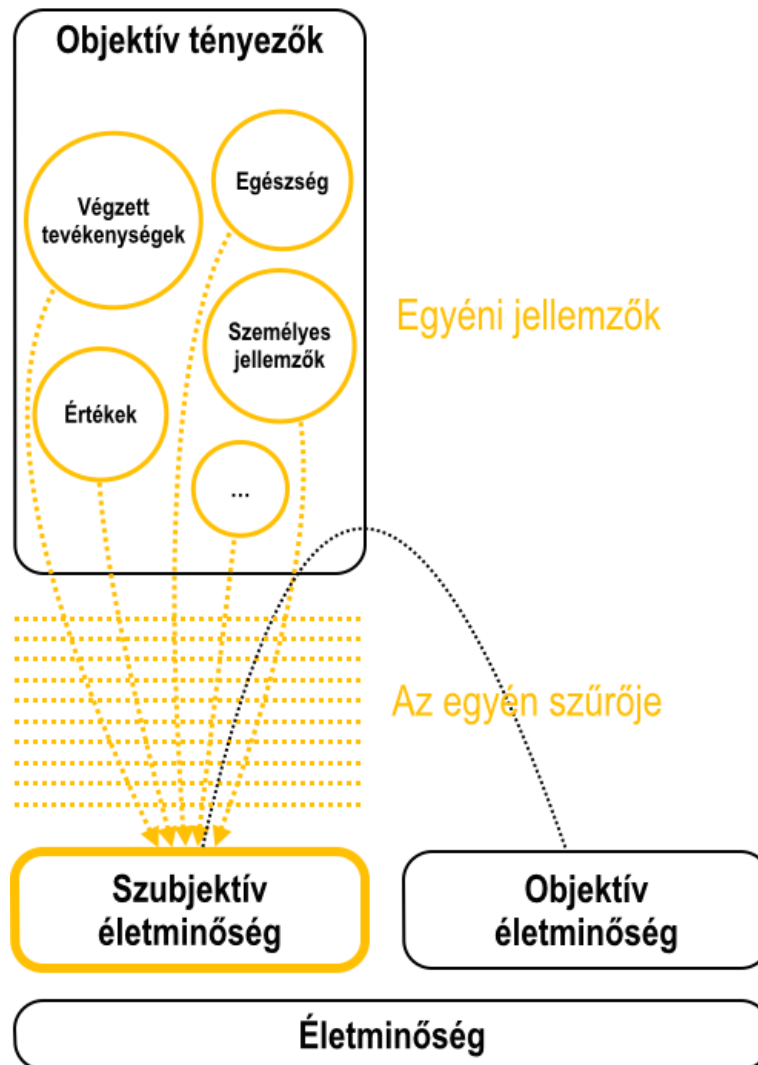 Objektív tényezők
Egészség
Végzett
tevékenységek
Egyéni jellemzők
Személyes
jellemzők
Értékek
...
Az egyén szűrője
Szubjektív
életminőség
Objektív
életminőség
Életminőség